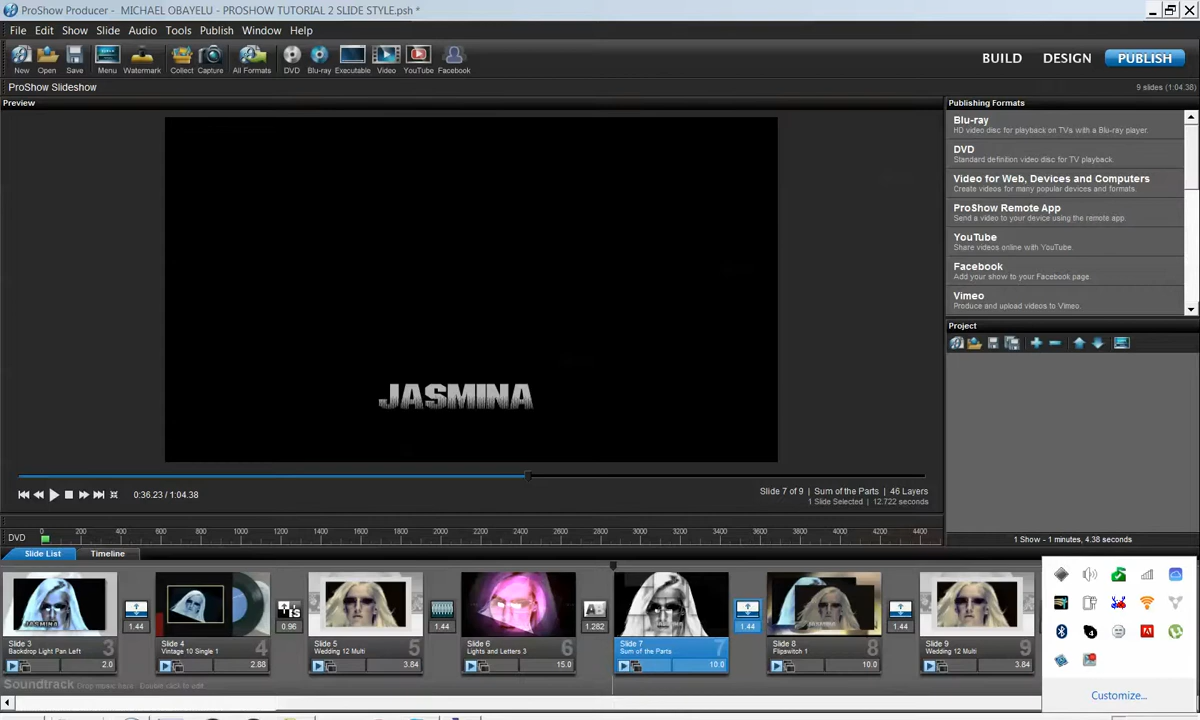 ProShow Producer - MICHAEL OBAYELU - PROSHOW TUTORIAL 2 SLIDE STYLE.psh *
File Edit Show Slide Audio Tools Publish Window Help
New Open Save Menu Watermark Collect Capture All Formats DVD Blu-ray Executable Video YouTube Facebook
BUILD DESIGN PUBLISH
ProShow Slideshow
9 slides (1:04.38)
Preview
Publishing Formats
Blu-ray
HD video disc for playback on TVs with a Blu-ray player.
DVD
Standard definition video disc for TV playback.
Video for Web, Devices and Computers
Create videos for many popular devices and formats.
ProShow Remote App
Send a video to your device using the remote app.
YouTube
Share videos online with YouTube.
Facebook
Add your show to your Facebook page.
Vimeo
Produce and upload videos to Vimeo.
Project
JASMINA
0:36.23 / 1:04.38
Slide 7 of 9 | Sum of the Parts | 46 Layers
1 Slide Selected | 12.722 seconds
DVD 0 200 400 600 800 1000 1200 1400 1600 1800 2000 2200 2400 2600 2800 3000 3200 3400 3600 3800 4000 4200 4400
1 Show - 1 minutes, 4.38 seconds
Slide List Timeline
Slide 3
Backdrop Light Pan Left
3
2.0
1.44
Slide 4
Vintage 10 Single 1
4
2.88
0.96
Slide 5
Wedding 12 Multi
5
3.84
1.44
Slide 6
Lights and Letters 3
6
15.0
AB
1.282
Slide 7
Sum of the Parts
7
10.0
1.44
Slide 8
Flipswitch 1
8
10.0
1.44
Slide 9
Wedding 12 Multi
9
3.84
Soundtrack Drop music here. Double click to edit.
Customize...